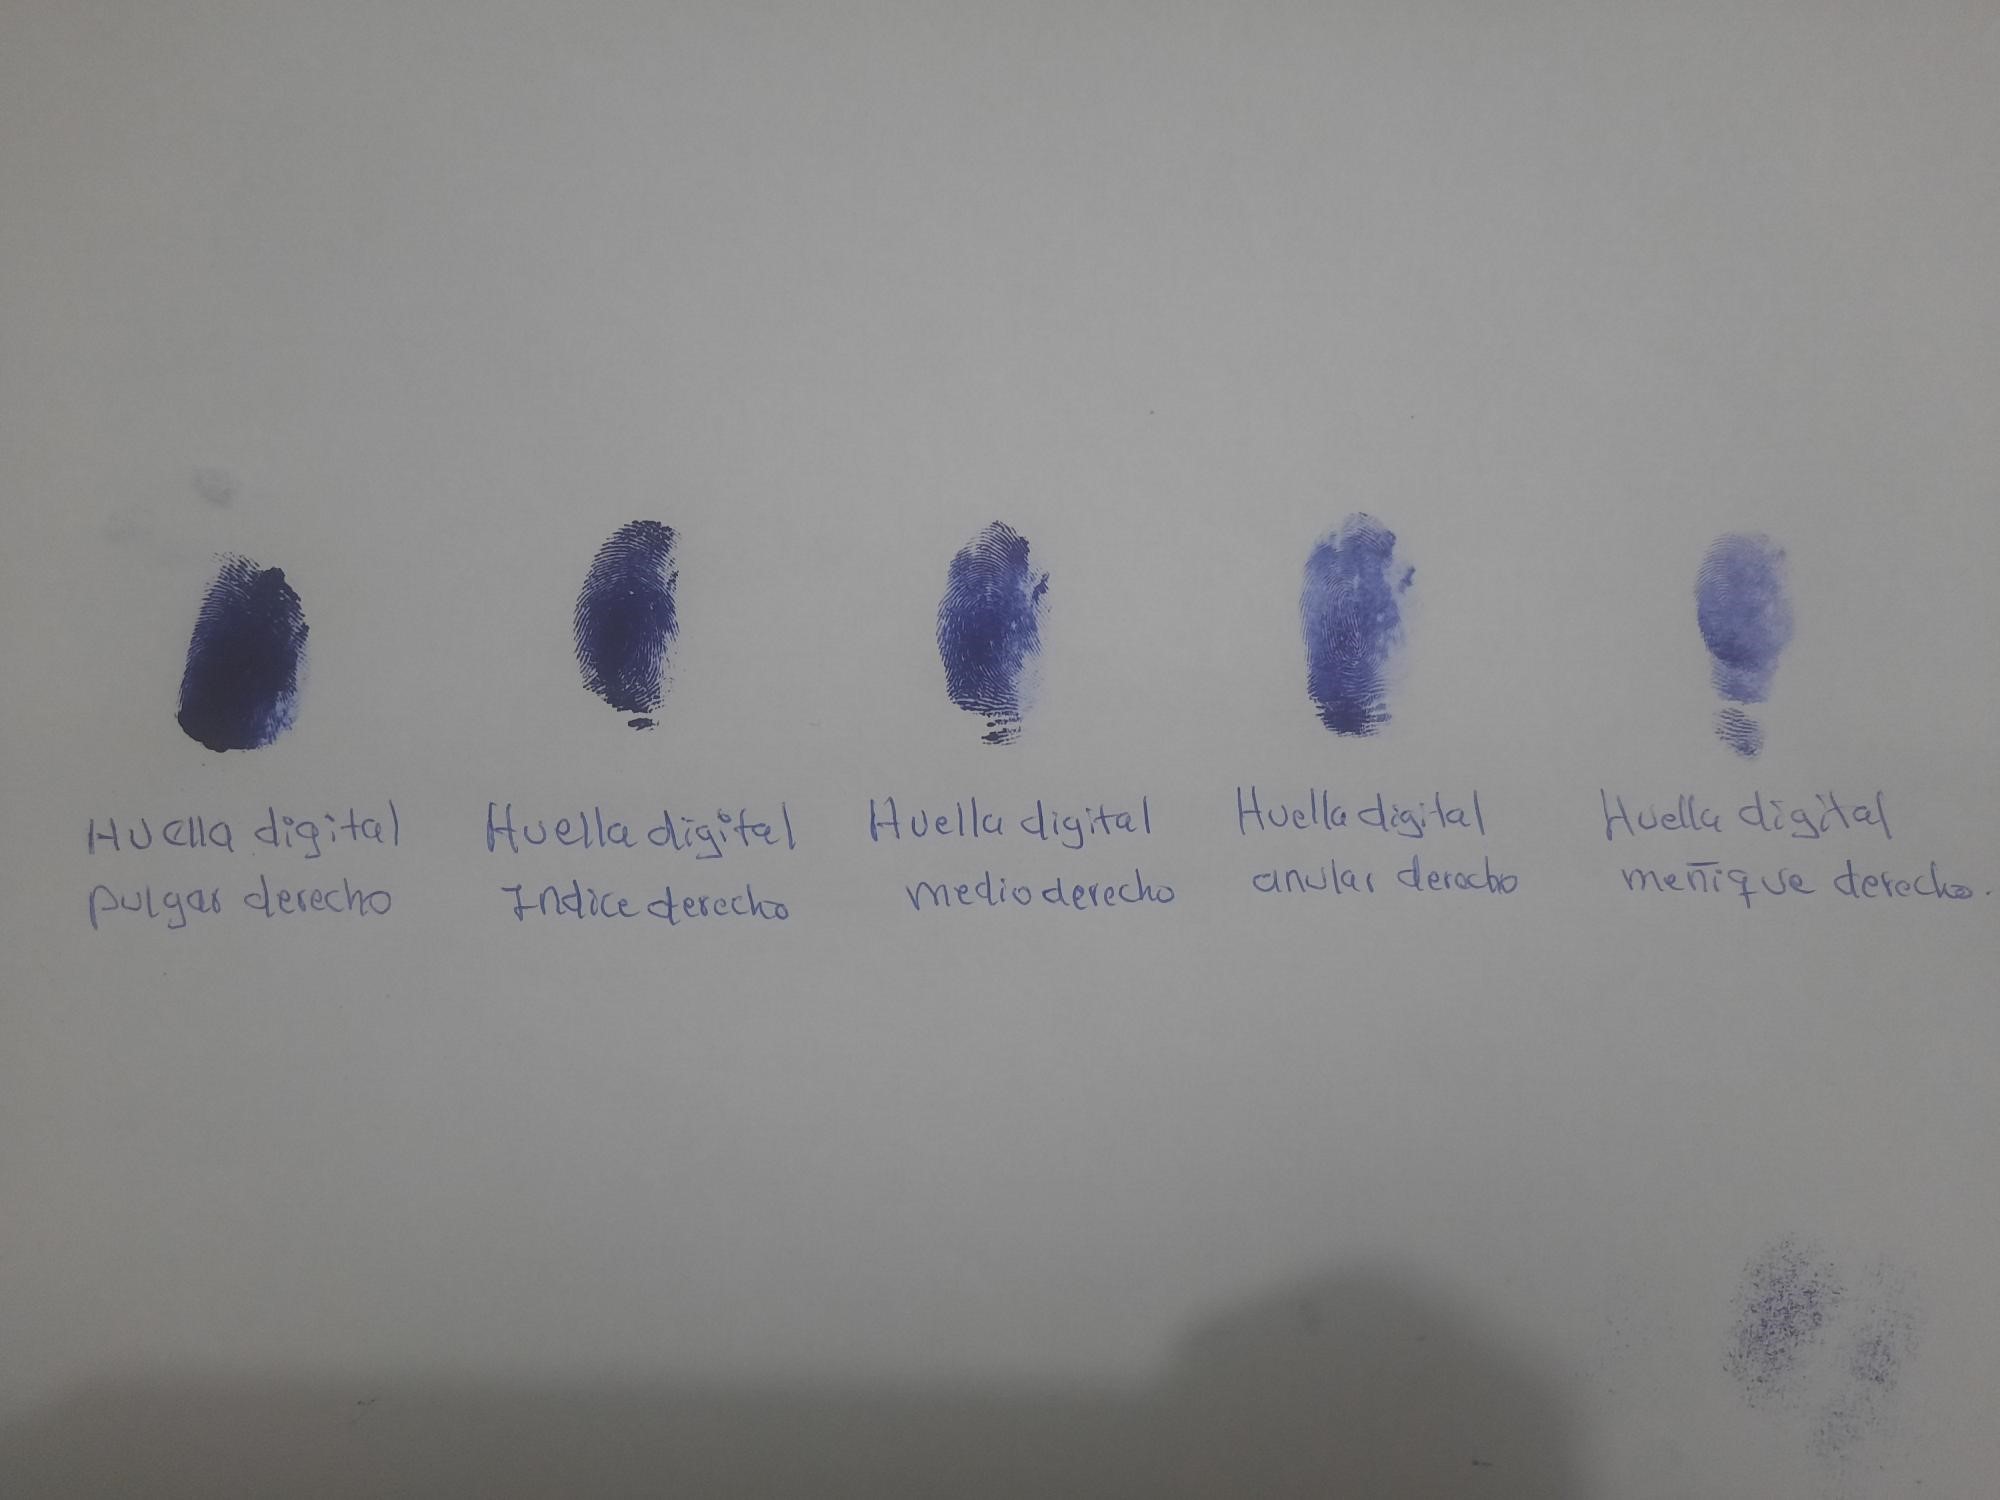 Huella digital
pulgar derecho
Huella digital
Indice derecho
Huella digital
medio derecho
Huella digital
anular derecho
Huella digital
meñique derecho.